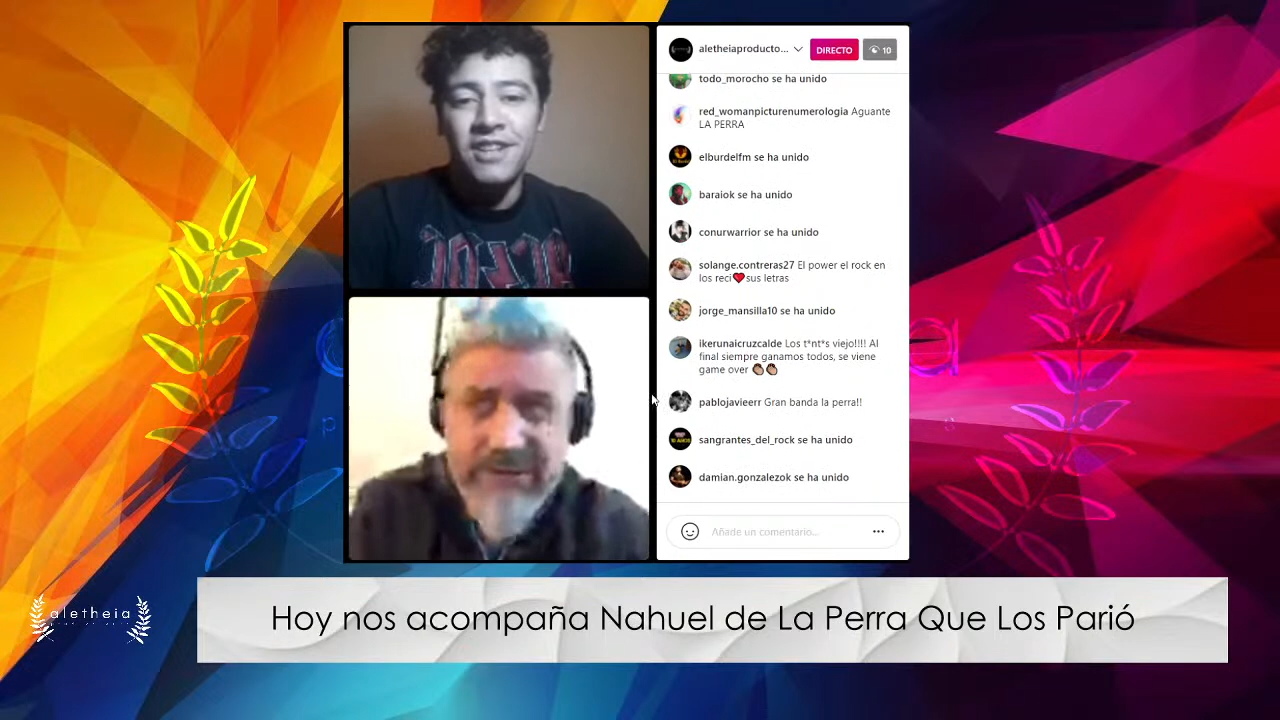 aletheiaproducto...
DIRECTO
10
todo_morocho se ha unido
red_womanpicturenumerologia Aguante
LA PERRA
elburdelfm se ha unido
baraiok se ha unido
conurwarrior se ha unido
solange.contreras27 El power el rock en
los reci❤️sus letras
jorge_mansilla10 se ha unido
ikerunaicruzcalde Los t*nt*s viejo!!!! Al
final siempre ganamos todos, se viene
game over 👏👏
pablojavieerr Gran banda la perra!!
sangrantes_del_rock se ha unido
damian.gonzalezok se ha unido
Añade un comentario...
aletheia
Hoy nos acompaña Nahuel de La Perra Que Los Parió